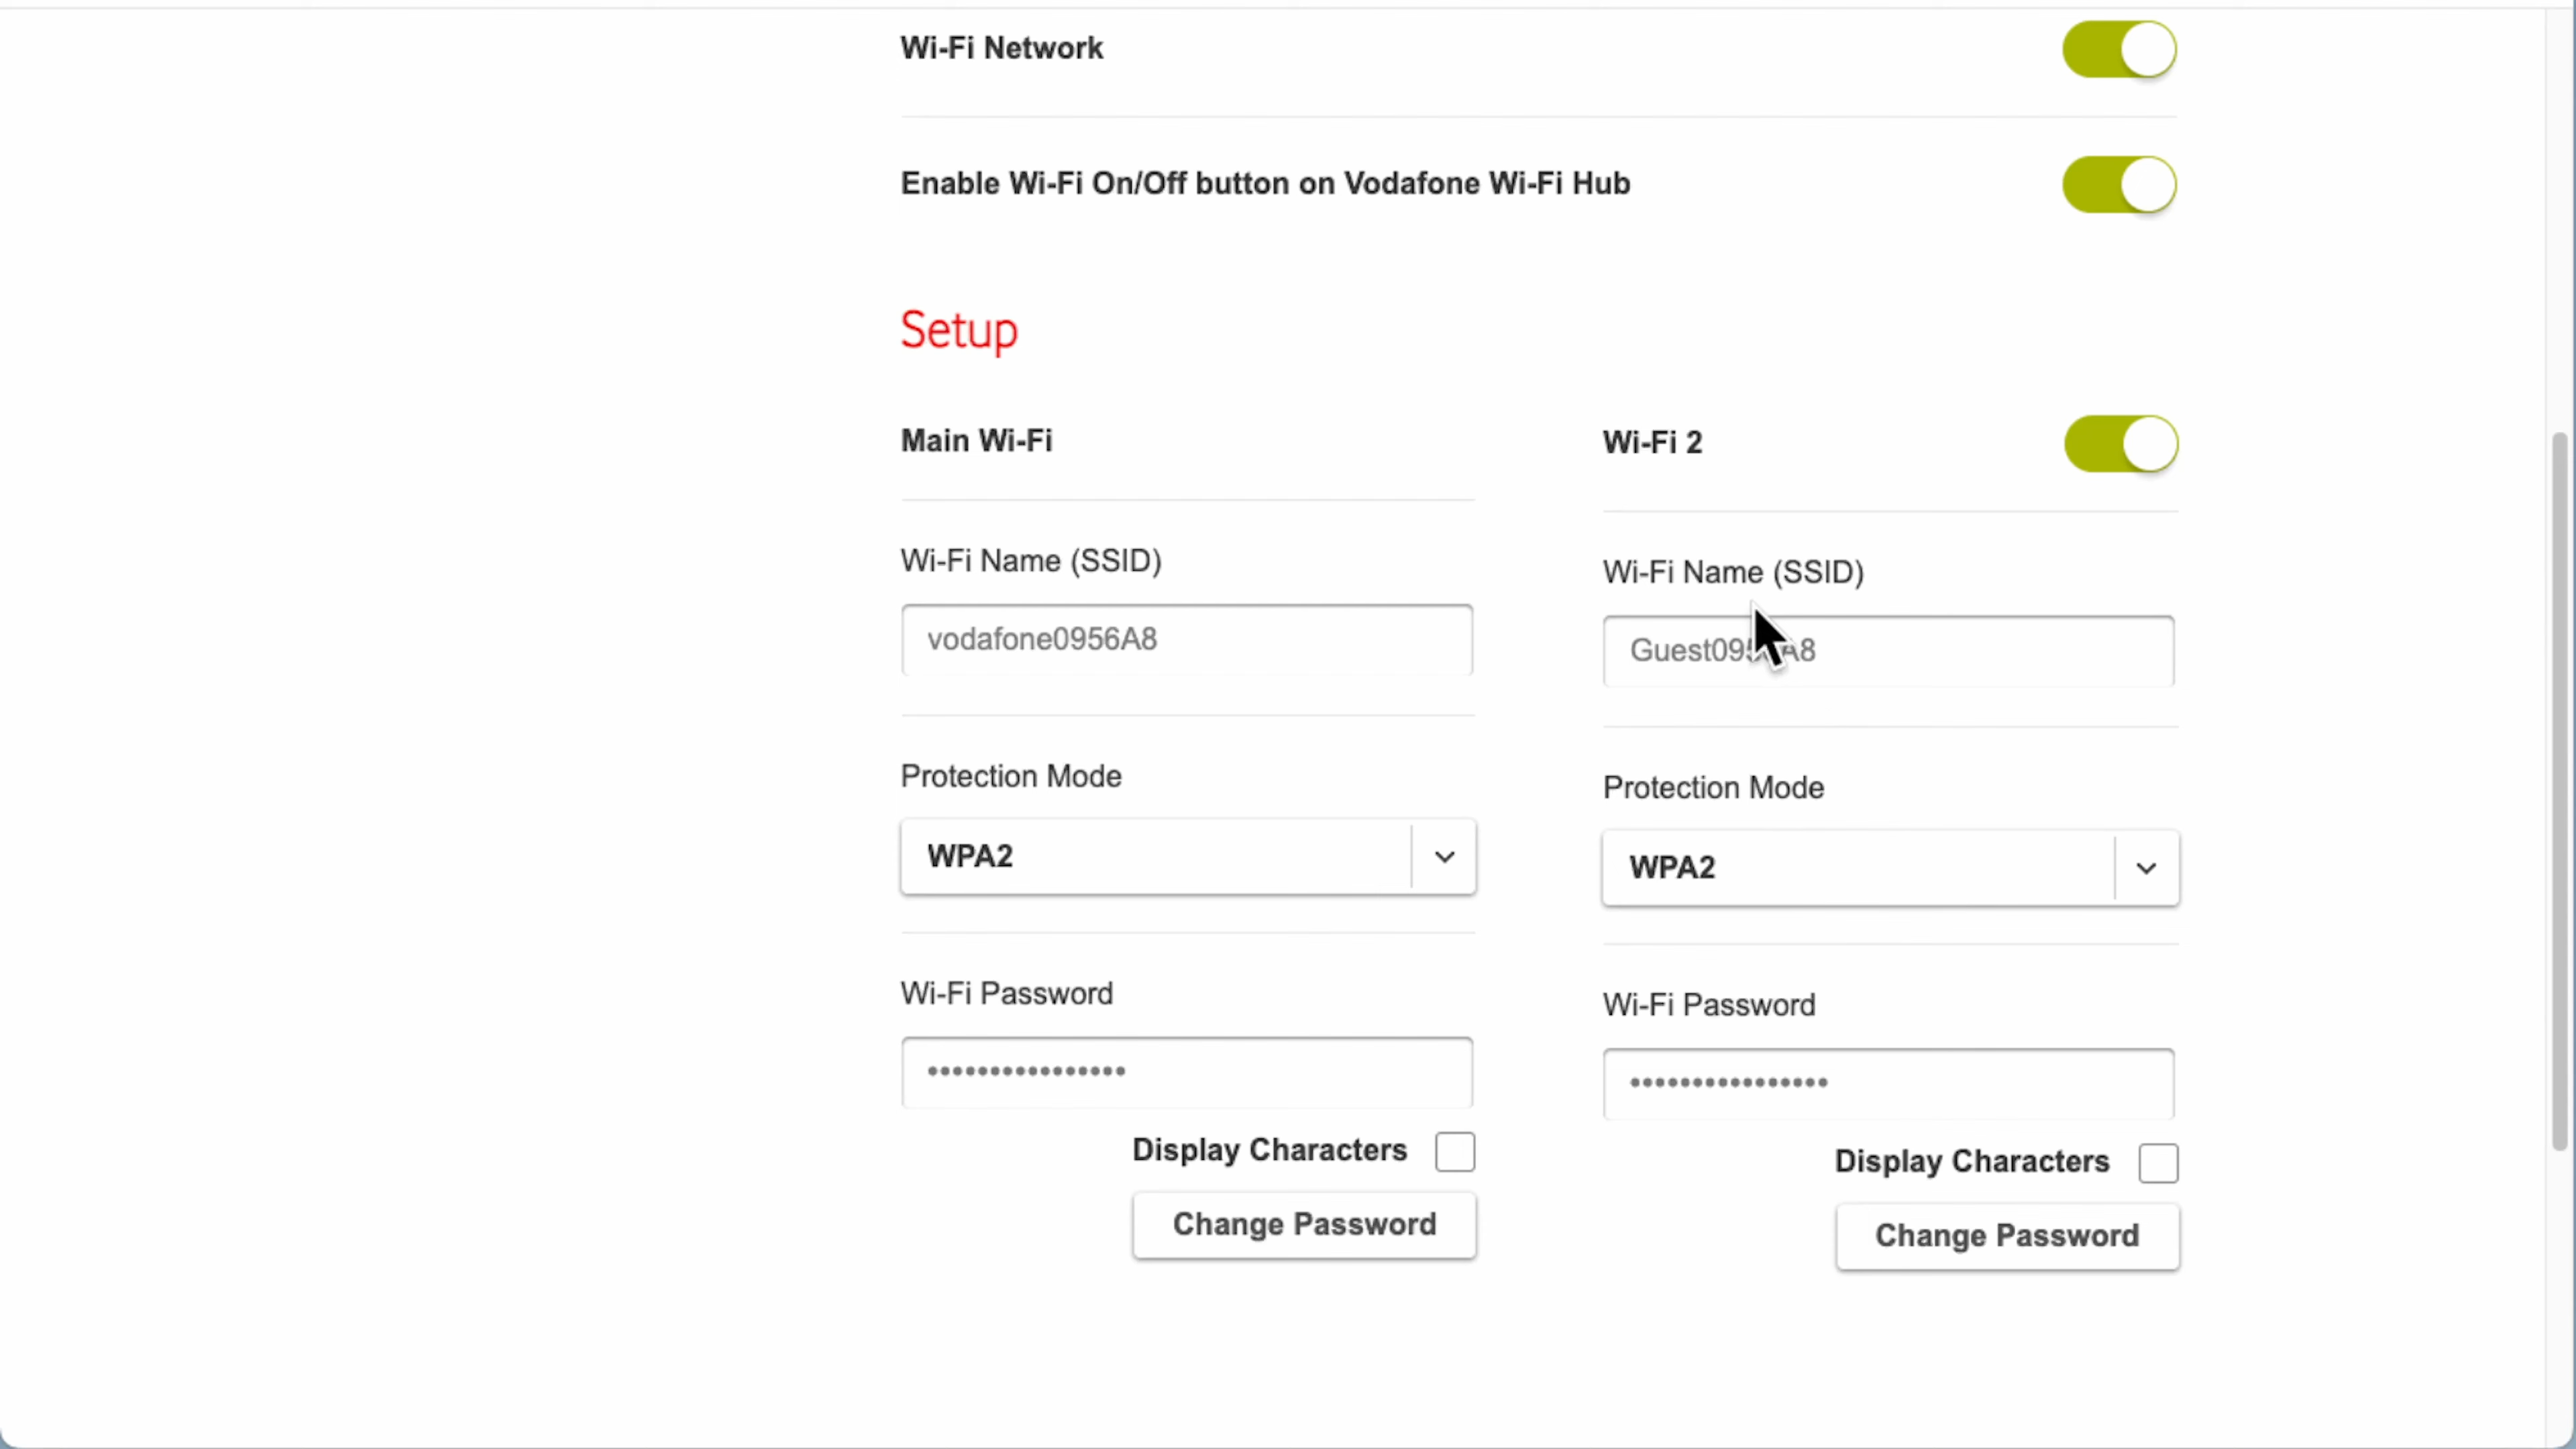 Wi-Fi Network
Enable Wi-Fi On/Off button on Vodafone Wi-Fi Hub
Setup
Main Wi-Fi
Wi-Fi Name (SSID)
vodafone0956A8
Protection Mode
WPA2
Wi-Fi Password
••••••••••••••••
Display Characters
Change Password
Wi-Fi 2
Wi-Fi Name (SSID)
Protection Mode
WPA2
Wi-Fi Password
••••••••••••••••
Display Characters
Change Password